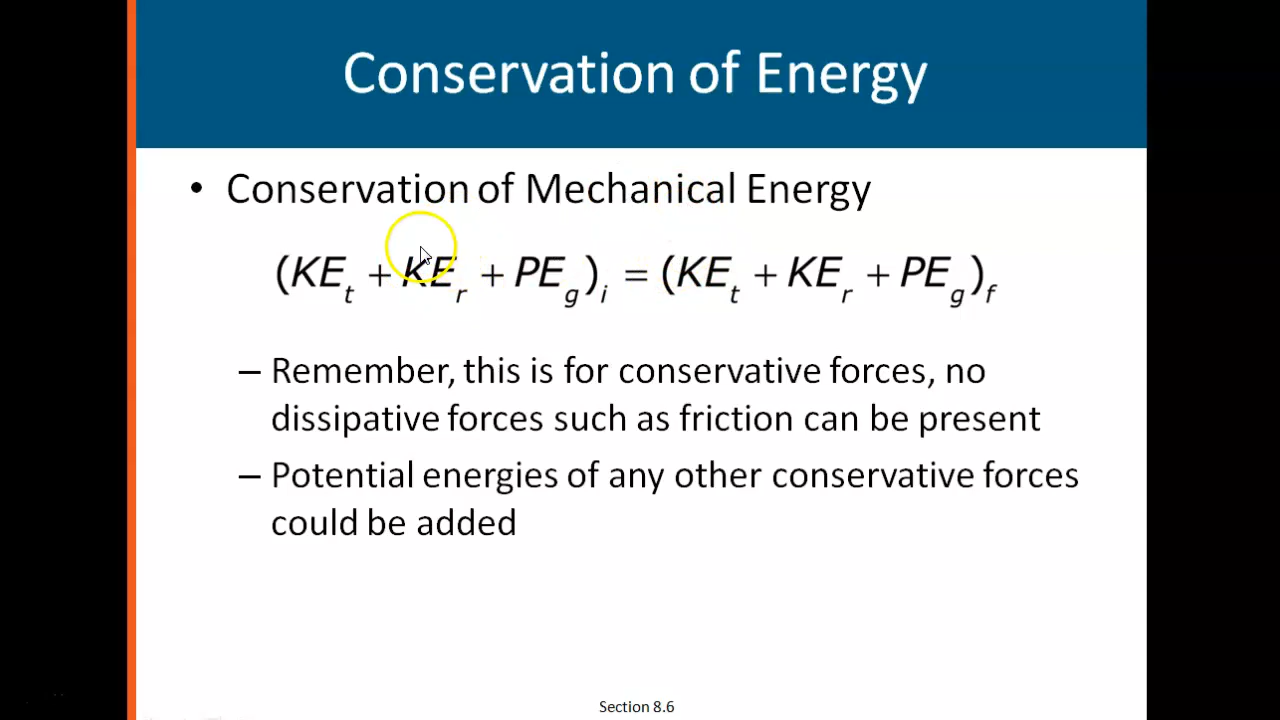 Conservation of Energy
• Conservation of Mechanical Energy
(KE_t + KE_r + PE_g)_i = (KE_t + KE_r + PE_g)_f
– Remember, this is for conservative forces, no
dissipative forces such as friction can be present
– Potential energies of any other conservative forces
could be added
Section 8.6